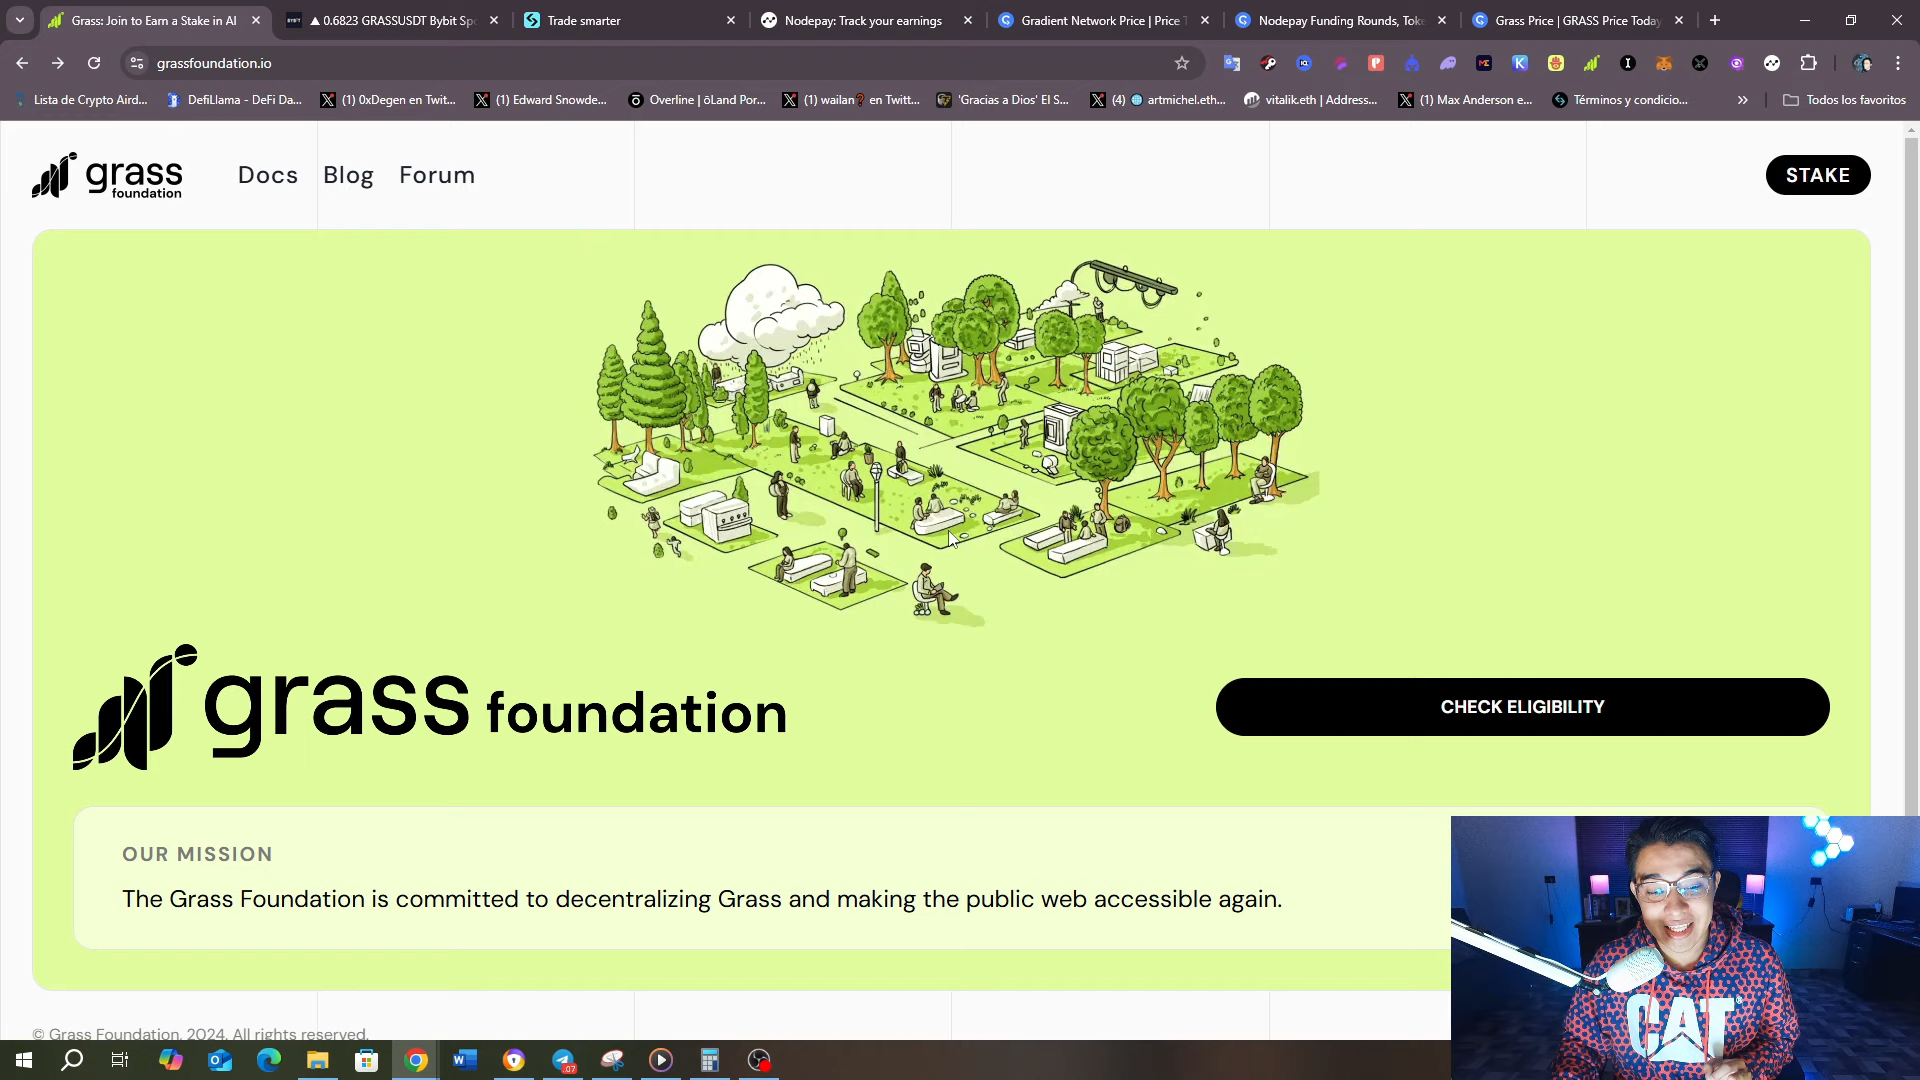 Grass: Join to Earn a Stake in AI
▲ 0.6823 GRASSUSDT Bybit Spo
Trade smarter
Nodepay: Track your earnings
Gradient Network Price | Price T
Nodepay Funding Rounds, Toke
Grass Price | GRASS Price Today
grassfoundation.io
Lista de Crypto Aird...
DefiLlama - DeFi Da...
(1) 0xDegen en Twit...
(1) Edward Snowde...
Overline | ōLand Por...
(1) wailan❓ en Twitt...
'Gracias a Dios' El S...
(4) 🌐 artmichel.eth...
vitalik.eth | Address...
(1) Max Anderson e...
Términos y condicio...
Todos los favoritos
grass foundation
Docs
Blog
Forum
STAKE
grass foundation
CHECK ELIGIBILITY
OUR MISSION
The Grass Foundation is committed to decentralizing Grass and making the public web accessible again.
© Grass Foundation, 2024. All rights reserved.
CAT